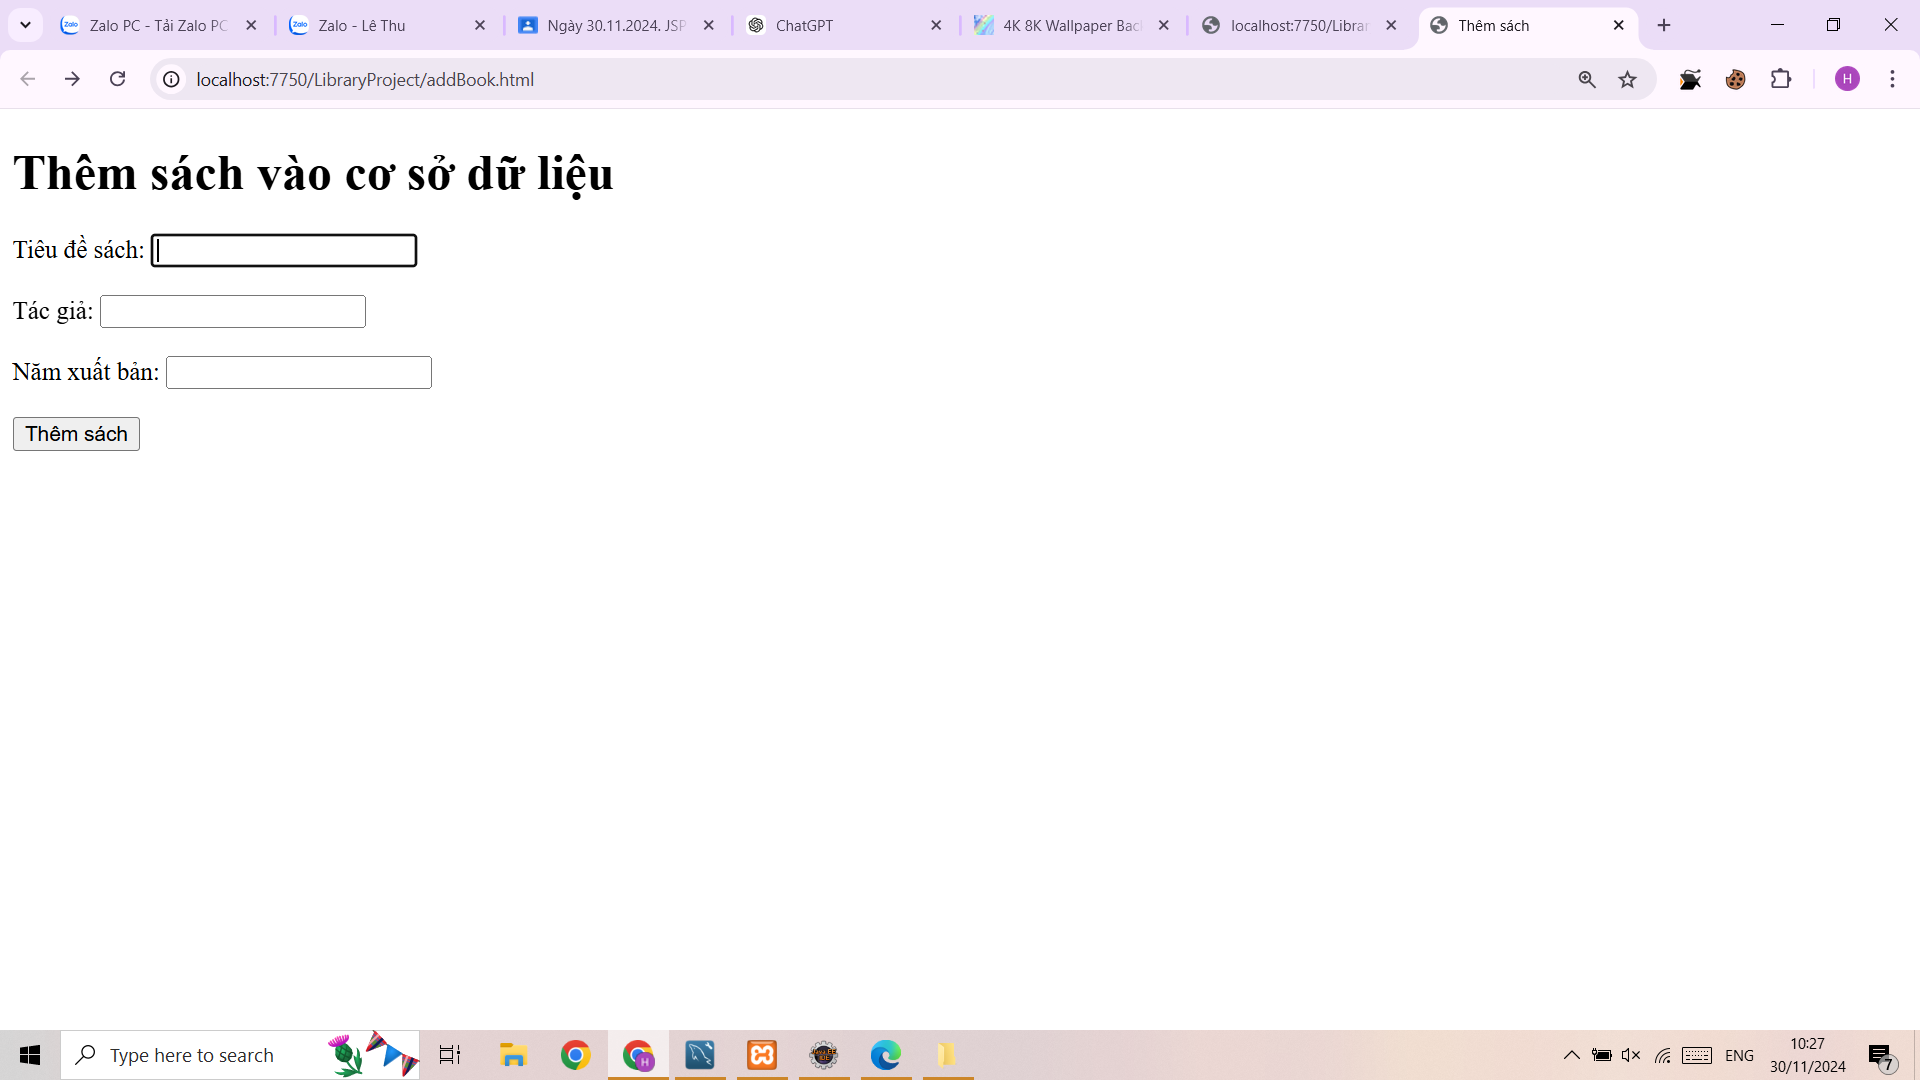 Zalo PC - Tải Zalo PC
Zalo - Lê Thu
Ngày 30.11.2024. JSP
ChatGPT
4K 8K Wallpaper Bac
localhost:7750/Librar
Thêm sách
localhost:7750/LibraryProject/addBook.html
H
Thêm sách vào cơ sở dữ liệu
Tiêu đề sách:
Tác giả:
Năm xuất bản:
Thêm sách
Type here to search
H
ENG
10:27
30/11/2024
7